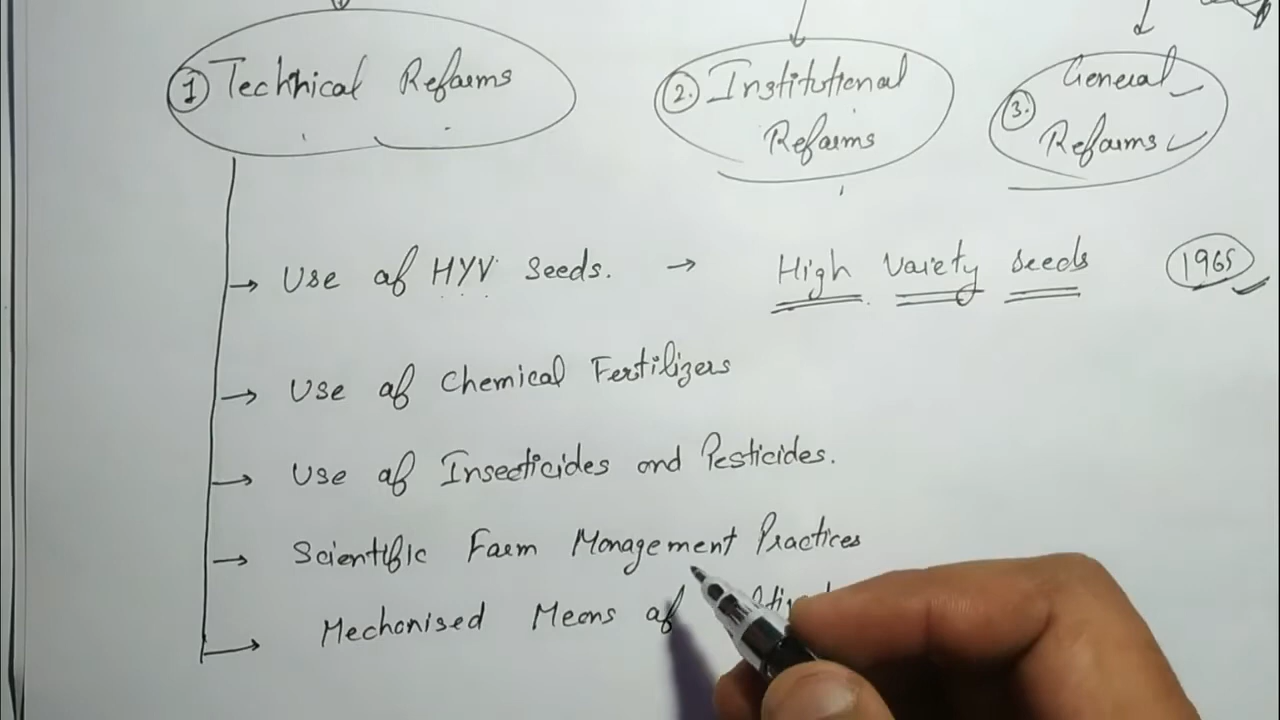 ① Technical Reforms
②. Institutional Reforms
③. General Reforms
→ Use of HYV Seeds. → High Variety Seeds 1965
→ Use of Chemical Fertilizers
→ Use of Insecticides and Pesticides.
→ Scientific Farm Management Practices
→ Mechanised Means of